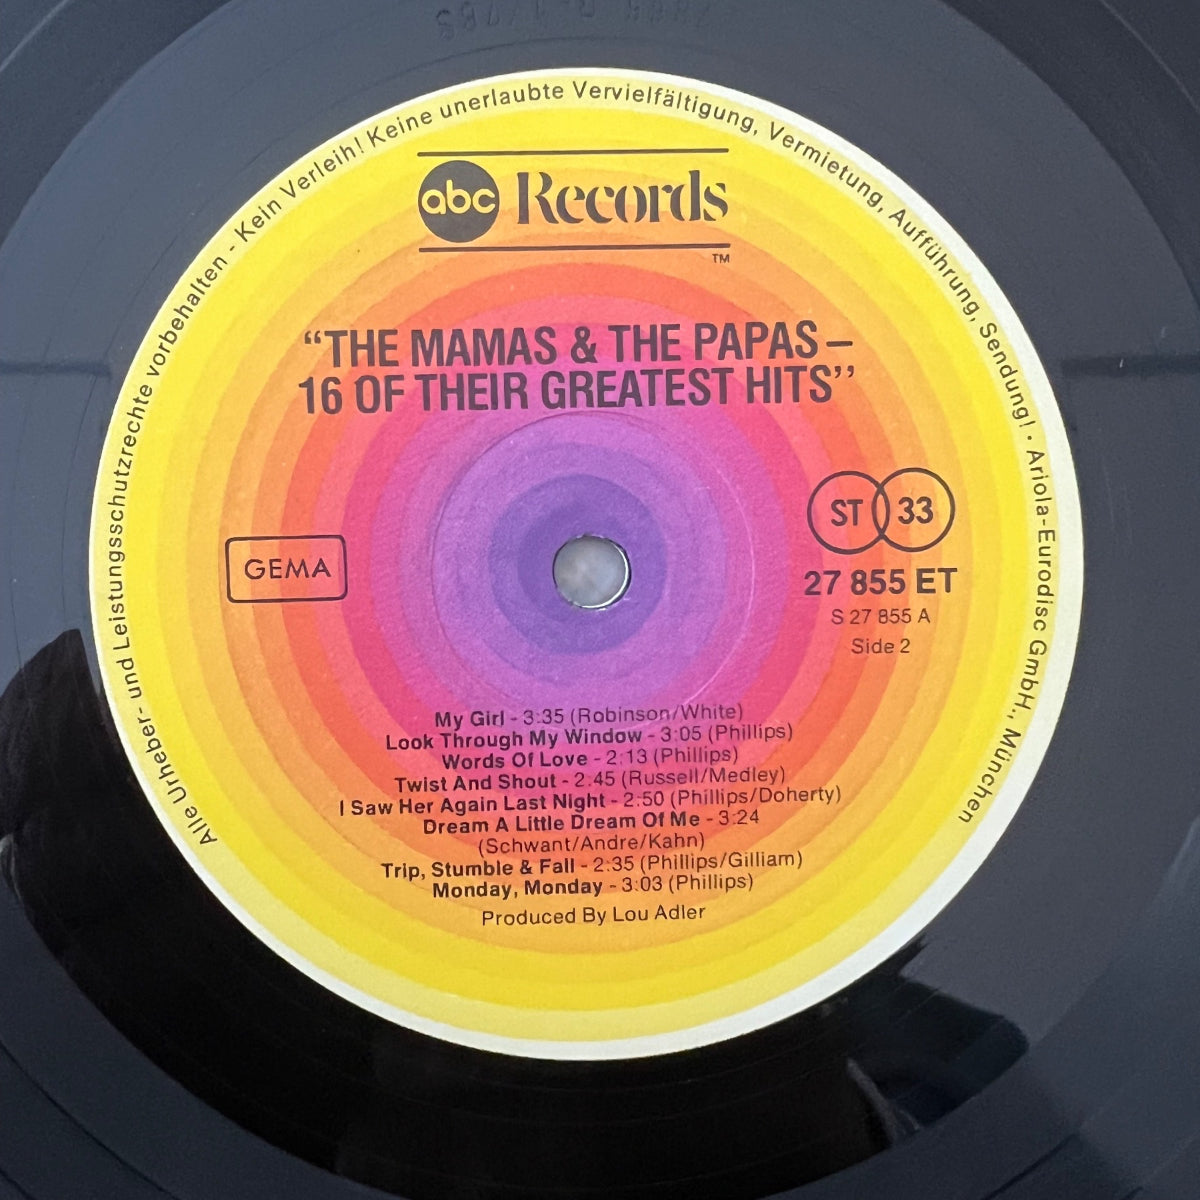 Alle Urheber- und Leistungsschutzrechte vorbehalten - Kein Verleih! Keine unerlaubte Vervielfältigung, Vermietung, Aufführung, Sendung! · Ariola-Eurodisc GmbH., München
abc Records
TM
“THE MAMAS & THE PAPAS –
16 OF THEIR GREATEST HITS”
GEMA
ST 33
27 855 ET
S 27 855 A
Side 2
My Girl - 3:35 (Robinson/White)
Look Through My Window - 3:05 (Phillips)
Words Of Love - 2:13 (Phillips)
Twist And Shout - 2:45 (Russell/Medley)
I Saw Her Again Last Night - 2:50 (Phillips/Doherty)
Dream A Little Dream Of Me - 3:24
(Schwant/Andre/Kahn)
Trip, Stumble & Fall - 2:35 (Phillips/Gilliam)
Monday, Monday - 3:03 (Phillips)
Produced By Lou Adler